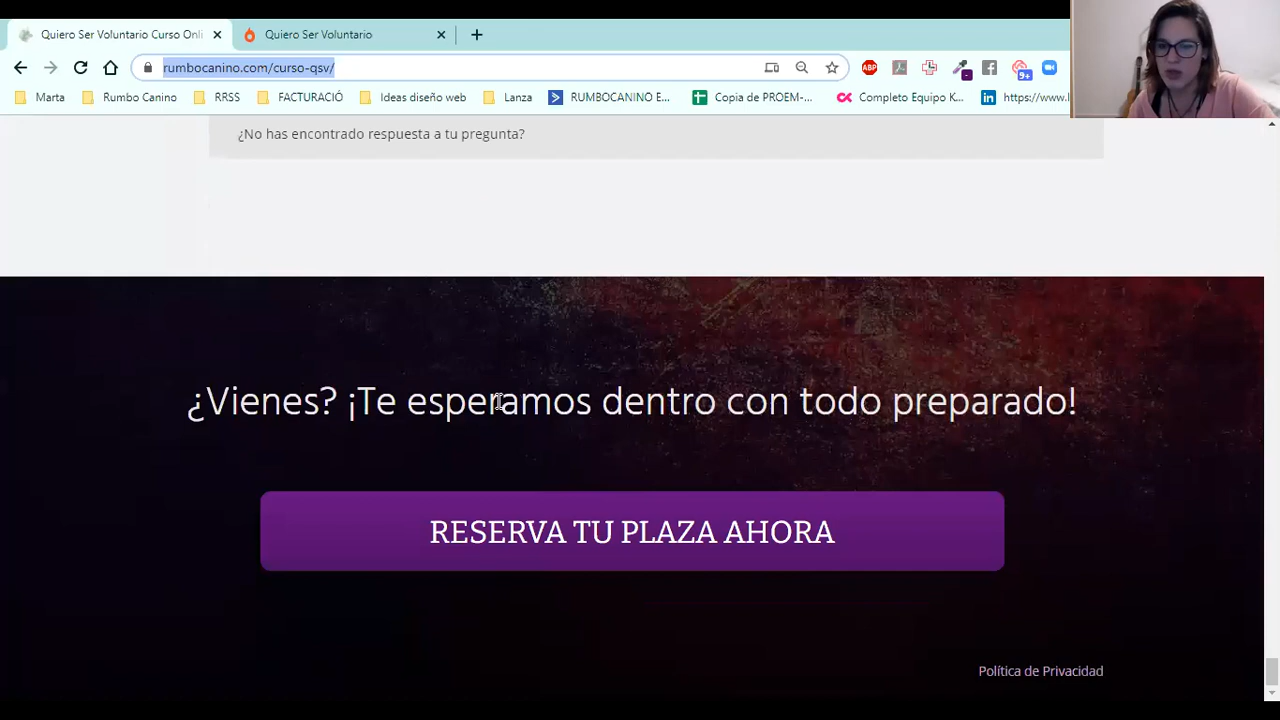 Quiero Ser Voluntario Curso Onli
Quiero Ser Voluntario
rumbocanino.com/curso-qsv/
ABP
9+
Marta
Rumbo Canino
RRSS
FACTURACIÓ
Ideas diseño web
Lanza
RUMBOCANINO E...
Copia de PROEM-...
Completo Equipo K...
https://www.l
¿No has encontrado respuesta a tu pregunta?
¿Vienes? ¡Te esperamos dentro con todo preparado!
RESERVA TU PLAZA AHORA
Política de Privacidad